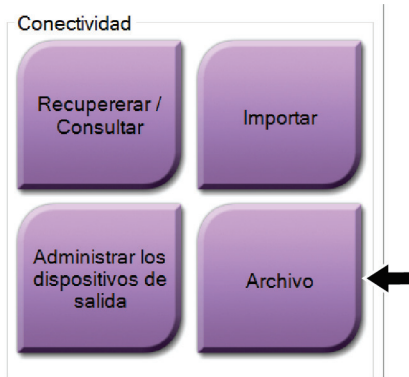 Conectividad
Recupererar /
Consultar
Importar
Administrar los
dispositivos de
salida
Archivo